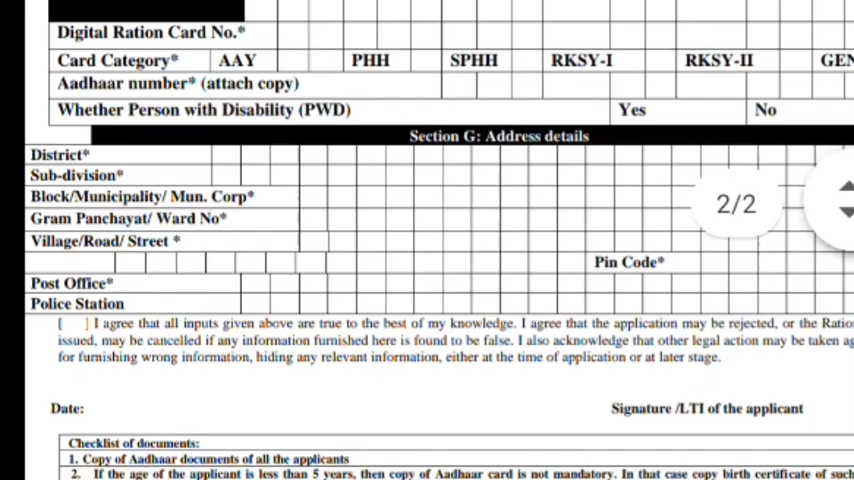 Digital Ration Card No.*
Card Category* AAY PHH SPHH RKSY-I RKSY-II GEN
Aadhaar number* (attach copy)
Whether Person with Disability (PWD) Yes No
Section G: Address details
District*
Sub-division*
Block/Municipality/ Mun. Corp*
2/2
Gram Panchayat/ Ward No*
Village/Road/ Street *
Pin Code*
Post Office*
Police Station
[ ] I agree that all inputs given above are true to the best of my knowledge. I agree that the application may be rejected, or the Ratio
issued, may be cancelled if any information furnished here is found to be false. I also acknowledge that other legal action may be taken ag
for furnishing wrong information, hiding any relevant information, either at the time of application or at later stage.
Date: Signature /LTI of the applicant
Checklist of documents:
1. Copy of Aadhaar documents of all the applicants
2. If the age of the applicant is less than 5 years, then copy of Aadhaar card is not mandatory. In that case copy birth certificate of such